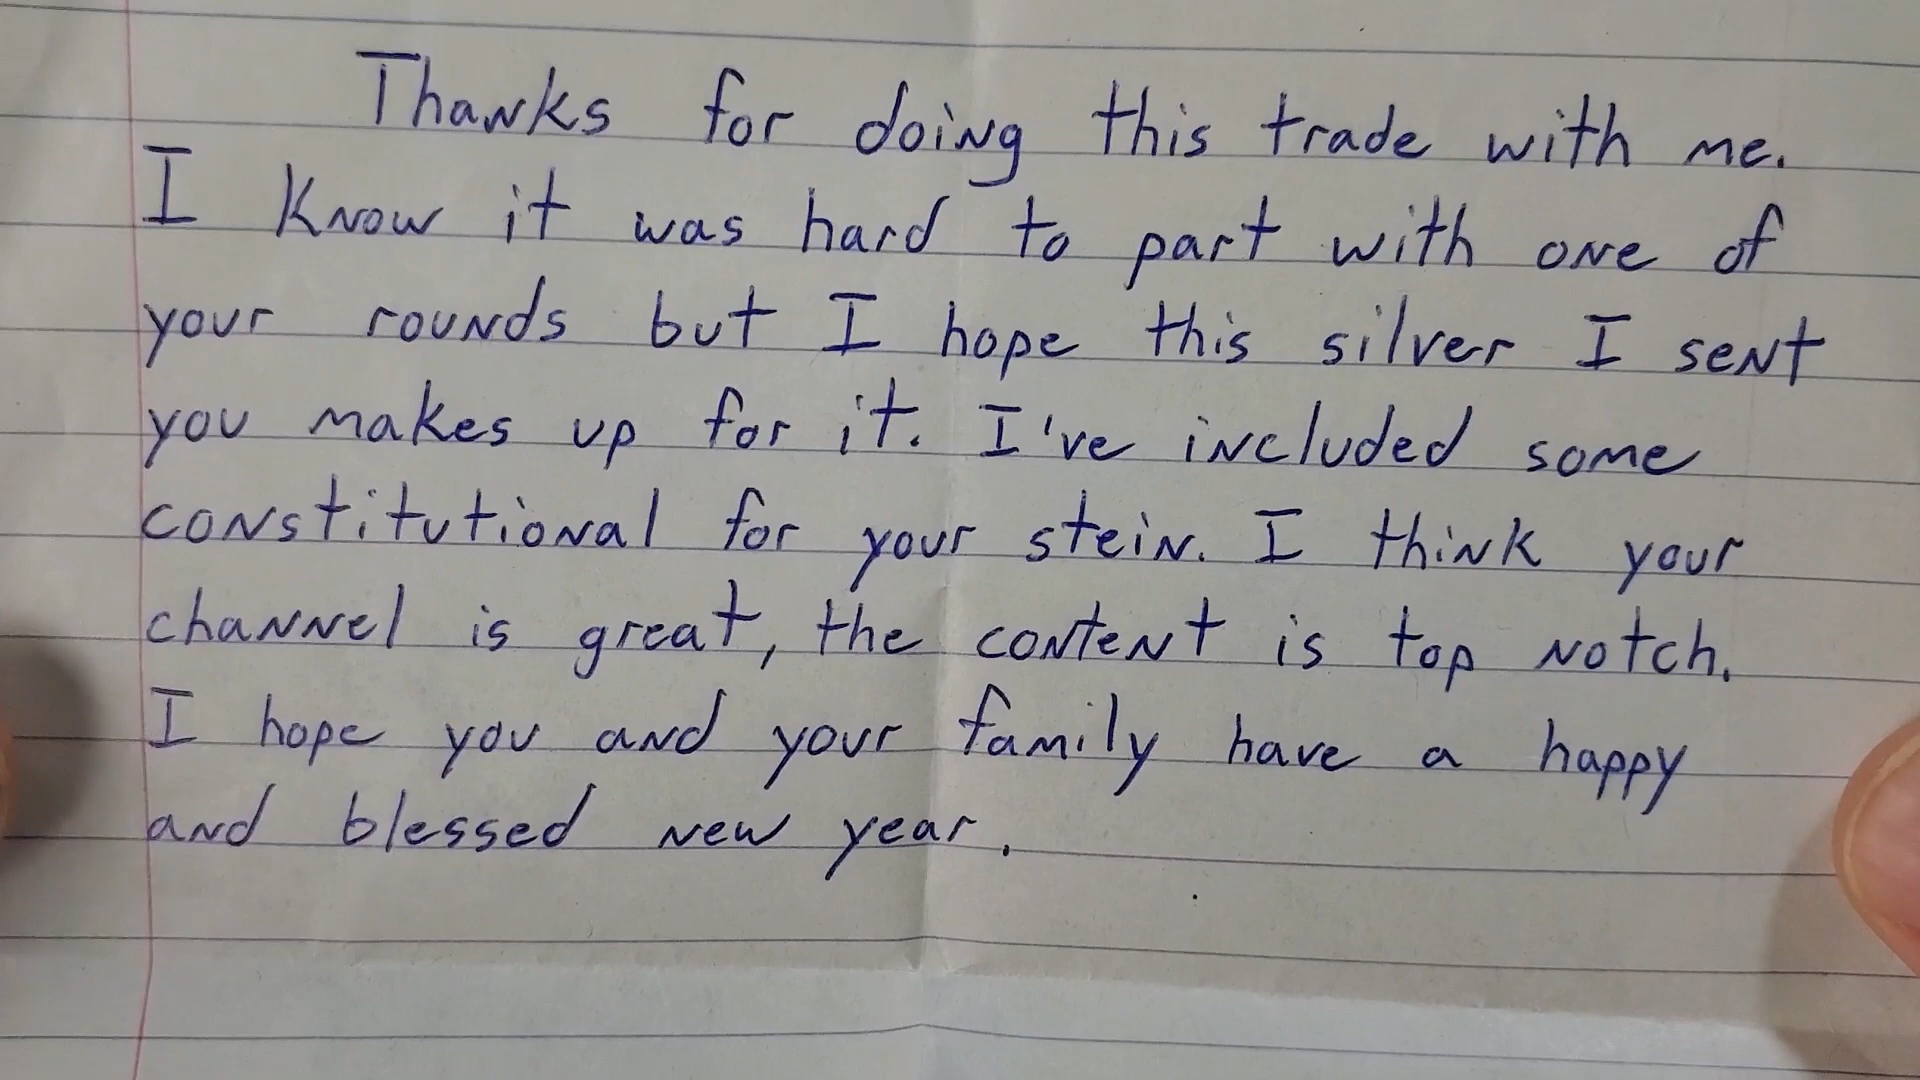 Thanks for doing this trade with me.
I know it was hard to part with one of
your rounds but I hope this silver I sent
you makes up for it. I've included some
constitutional for your stein. I think your
channel is great, the content is top notch.
I hope you and your family have a happy
and blessed new year.